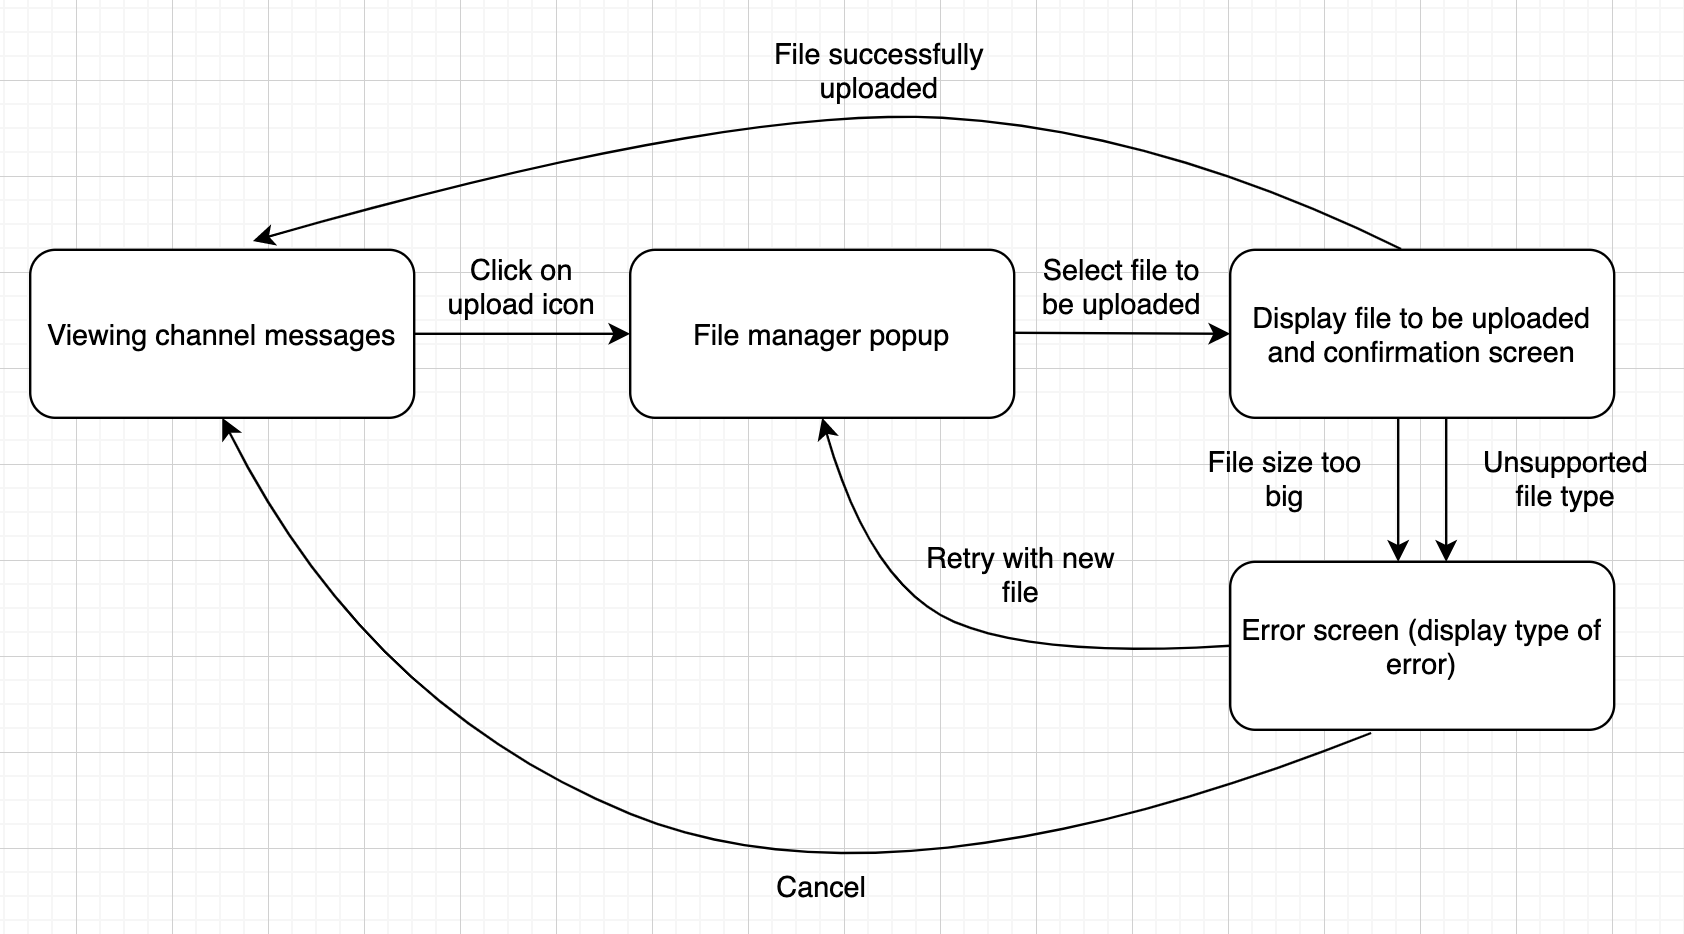 File successfully
uploaded
Click on
upload icon
Select file to
be uploaded
Viewing channel messages
File manager popup
Display file to be uploaded
and confirmation screen
File size too
big
Unsupported
file type
Retry with new
file
Error screen (display type of
error)
Cancel